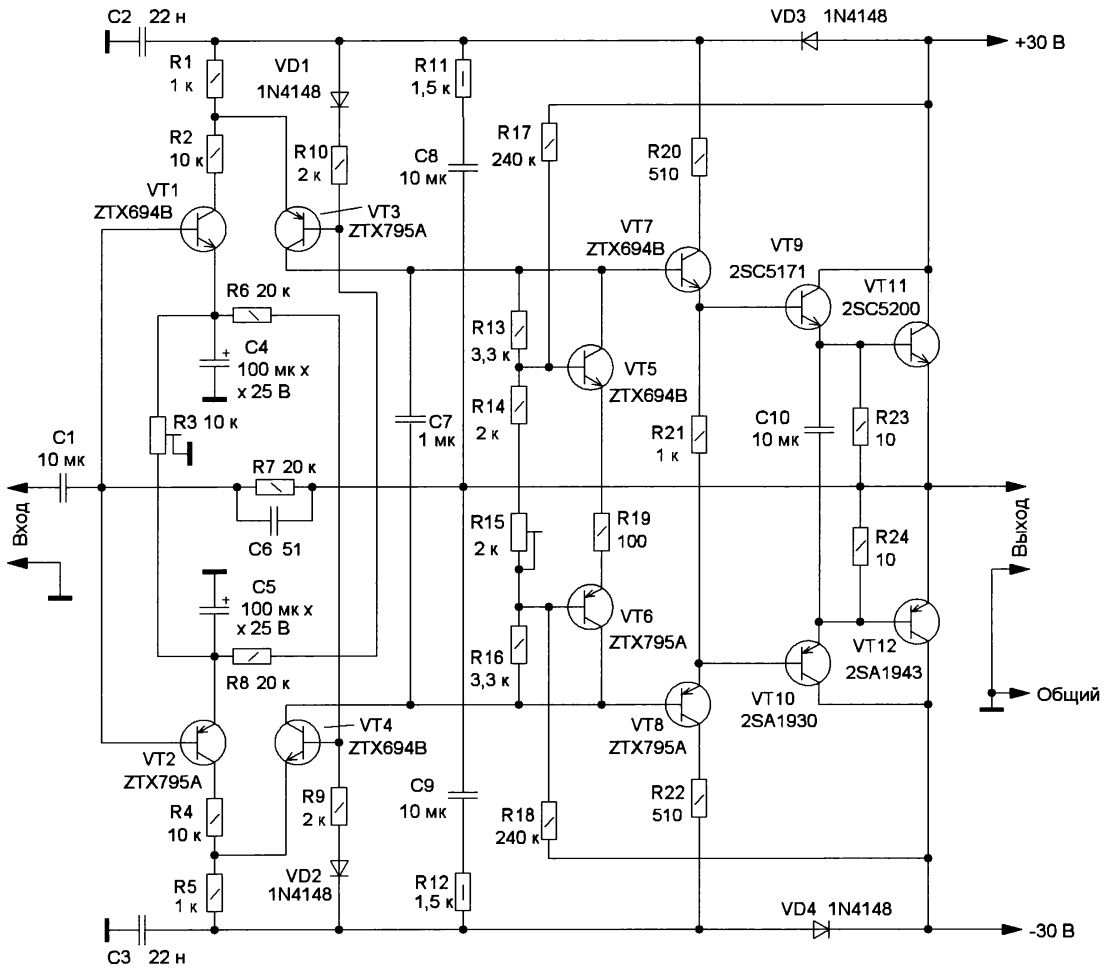 C2 22 н
VD3 1N4148
+30 В
R1
1 к
VD1
1N4148
R11
1,5 к
R2
10 к
R10
2 к
C8
10 мк
R17
240 к
R20
510
VT1
ZTX694B
VT3
ZTX795A
VT7
ZTX694B
VT9
2SC5171
VT11
2SC5200
R6 20 к
R13
3,3 к
C4
+
100 мк х
х 25 В
VT5
ZTX694B
R14
2 к
R3 10 к
C7
1 мк
R21
1 к
C10
10 мк
R23
10
C1
10 мк
R7 20 к
Вход
C6 51
R15
2 к
R19
100
R24
10
Выход
C5
+
100 мк х
х 25 В
VT6
ZTX795A
R16
3,3 к
R8 20 к
VT12
2SA1943
VT10
2SA1930
Общий
VT2
ZTX795A
VT4
ZTX694B
VT8
ZTX795A
R4
10 к
R9
2 к
C9
10 мк
R18
240 к
R22
510
R5
1 к
VD2
1N4148
R12
1,5 к
VD4 1N4148
-30 В
C3 22 н